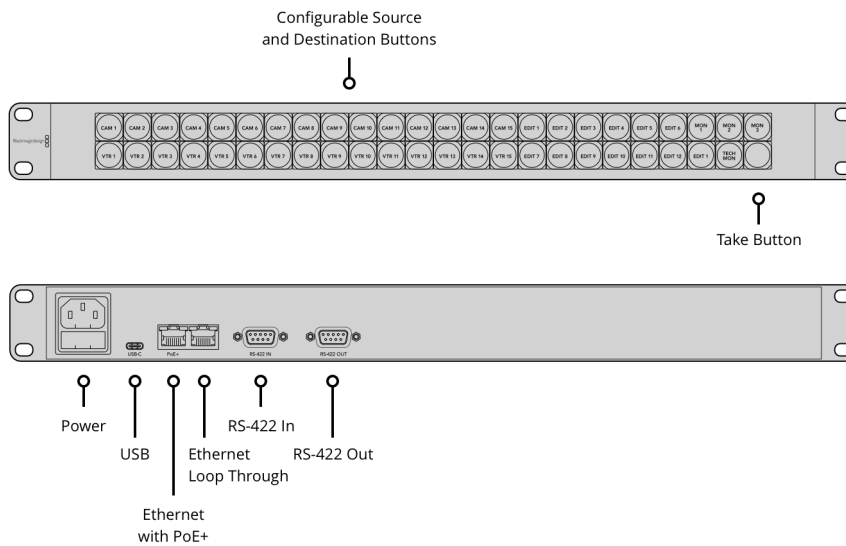 Configurable Source
and Destination Buttons
Blackmagicdesign
CAM 1 CAM 2 CAM 3 CAM 4 CAM 5 CAM 6 CAM 7 CAM 8 CAM 9 CAM 10 CAM 11 CAM 12 CAM 13 CAM 14 CAM 15 EDIT 1 EDIT 2 EDIT 3 EDIT 4 EDIT 5 EDIT 6 MON 1 MON 2 MON 3
VTR 1 VTR 2 VTR 3 VTR 4 VTR 5 VTR 6 VTR 7 VTR 8 VTR 9 VTR 10 VTR 11 VTR 12 VTR 13 VTR 14 VTR 15 EDIT 7 EDIT 8 EDIT 9 EDIT 10 EDIT 11 EDIT 12 EDIT 1 TECH MON
Take Button
USB-C PoE+ RS-422 IN RS-422 OUT
Power
USB
Ethernet
with PoE+
Ethernet
Loop Through
RS-422 In
RS-422 Out